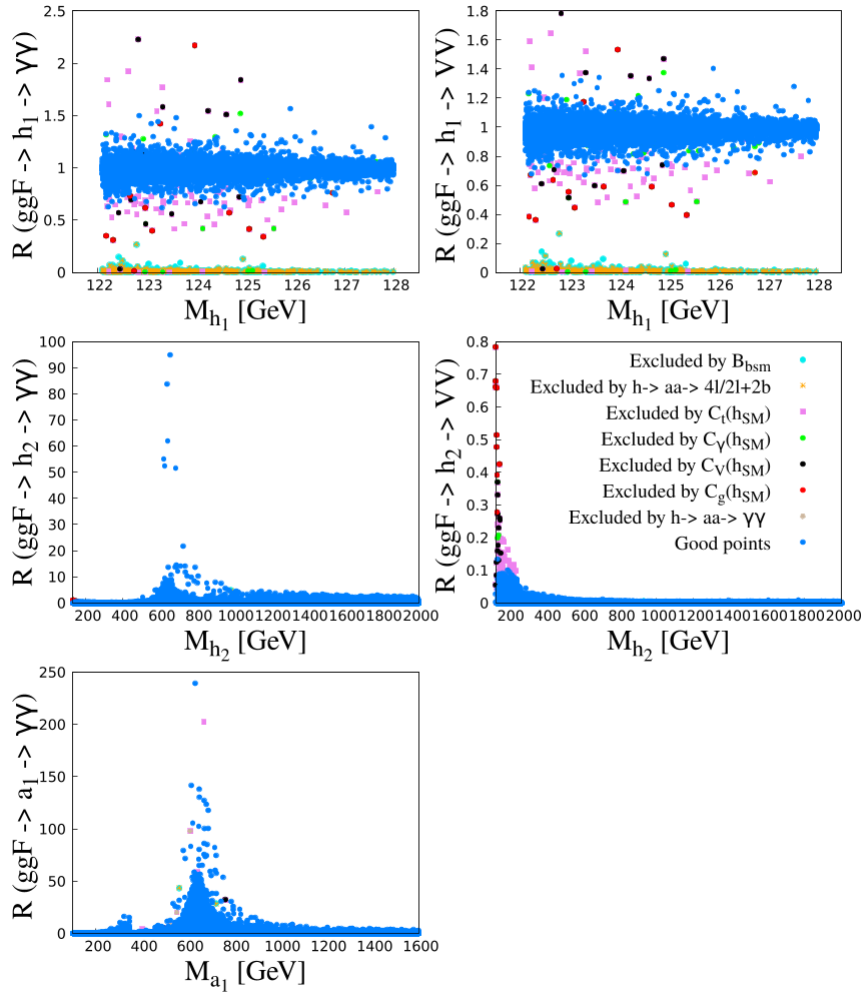 R (ggF -> h1 -> γγ)
2.5
2
1.5
1
0.5
0
122 123 124 125 126 127 128
Mh1 [GeV]
R (ggF -> h1 -> VV)
1.8
1.6
1.4
1.2
1
0.8
0.6
0.4
0.2
0
122 123 124 125 126 127 128
Mh1 [GeV]
R (ggF -> h2 -> γγ)
100
90
80
70
60
50
40
30
20
10
0
200 400 600 800 1000 1200 1400 1600 1800 2000
Mh2 [GeV]
R (ggF -> h2 -> VV)
0.8
0.7
0.6
0.5
0.4
0.3
0.2
0.1
0
200 400 600 800 1000 1200 1400 1600 1800 2000
Mh2 [GeV]
Excluded by Bbsm
Excluded by h-> aa-> 4l/2l+2b
Excluded by Ct(hSM)
Excluded by Cγ(hSM)
Excluded by CV(hSM)
Excluded by Cg(hSM)
Excluded by h-> aa-> γγ
Good points
R (ggF -> a1 -> γγ)
250
200
150
100
50
0
200 400 600 800 1000 1200 1400 1600
Ma1 [GeV]